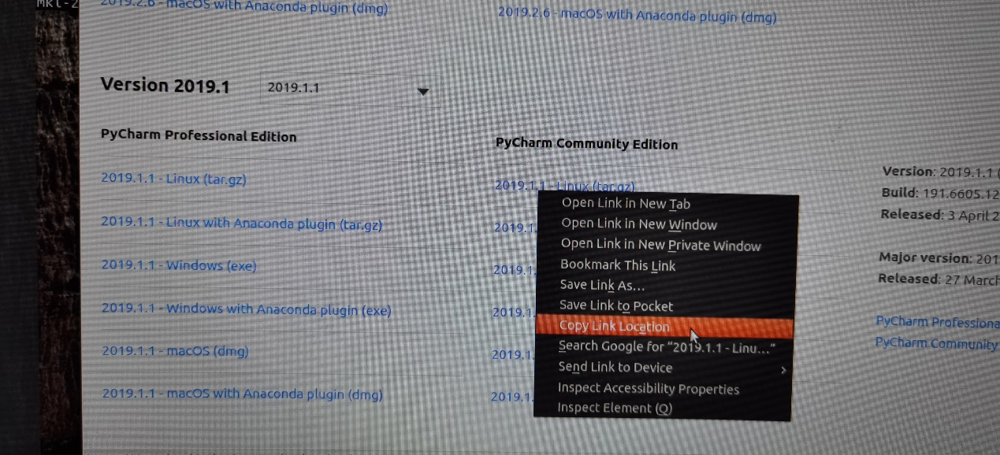 mkl-2
2019.2.6 - macOS with Anaconda plugin (dmg)
2019.2.6 - macOS with Anaconda plugin (dmg)
Version 2019.1
2019.1.1
PyCharm Professional Edition
2019.1.1 - Linux (tar.gz)
2019.1.1 - Linux with Anaconda plugin (tar.gz)
2019.1.1 - Windows (exe)
2019.1.1 - Windows with Anaconda plugin (exe)
2019.1.1 - macOS (dmg)
2019.1.1 - macOS with Anaconda plugin (dmg)
PyCharm Community Edition
2019.1.1 - Linux (tar.gz)
2019.1.
2019.1.
2019.1.
2019.1.
2019.1.
Open Link in New Tab
Open Link in New Window
Open Link in New Private Window
Bookmark This Link
Save Link As...
Save Link to Pocket
Copy Link Location
Search Google for “2019.1.1 - Linu...”
Send Link to Device
Inspect Accessibility Properties
Inspect Element (Q)
Version: 2019.1.1 (
Build: 191.6605.12
Released: 3 April 2
Major version: 201
Released: 27 March
PyCharm Professiona
PyCharm Community